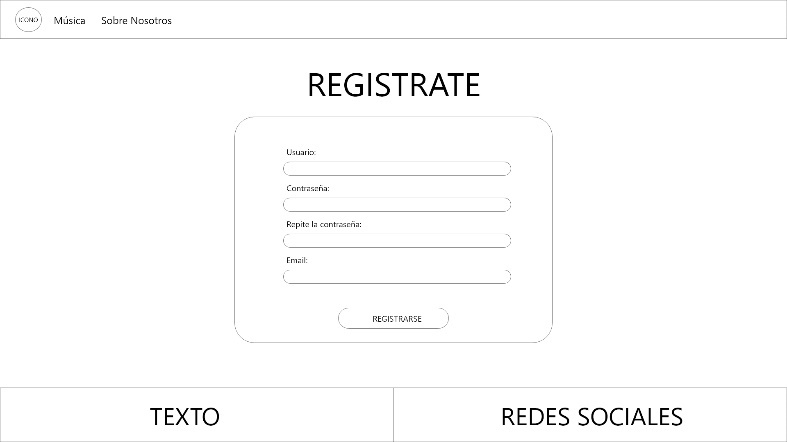 ICONO Música Sobre Nosotros
REGISTRATE
Usuario:
Contraseña:
Repite la contraseña:
Email:
REGISTRARSE
TEXTO REDES SOCIALES